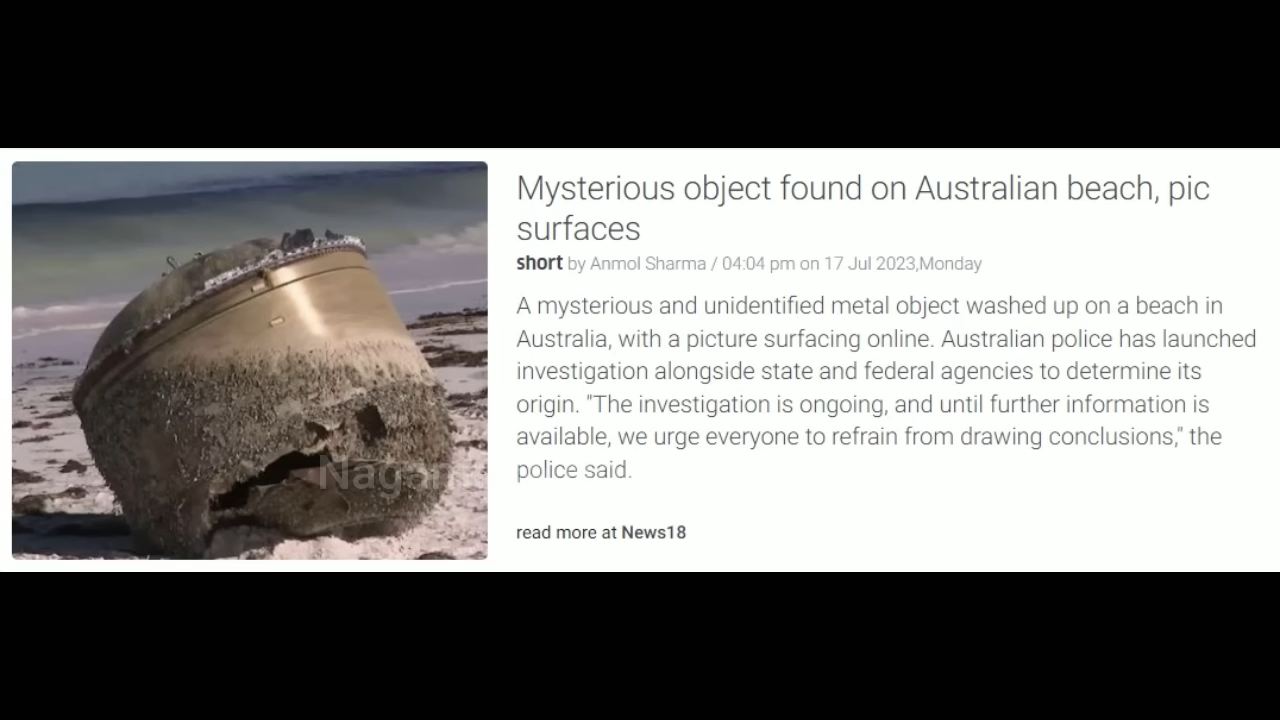 Mysterious object found on Australian beach, pic
surfaces
short by Anmol Sharma / 04:04 pm on 17 Jul 2023,Monday
A mysterious and unidentified metal object washed up on a beach in
Australia, with a picture surfacing online. Australian police has launched
investigation alongside state and federal agencies to determine its
origin. "The investigation is ongoing, and until further information is
available, we urge everyone to refrain from drawing conclusions," the
police said.
read more at News18